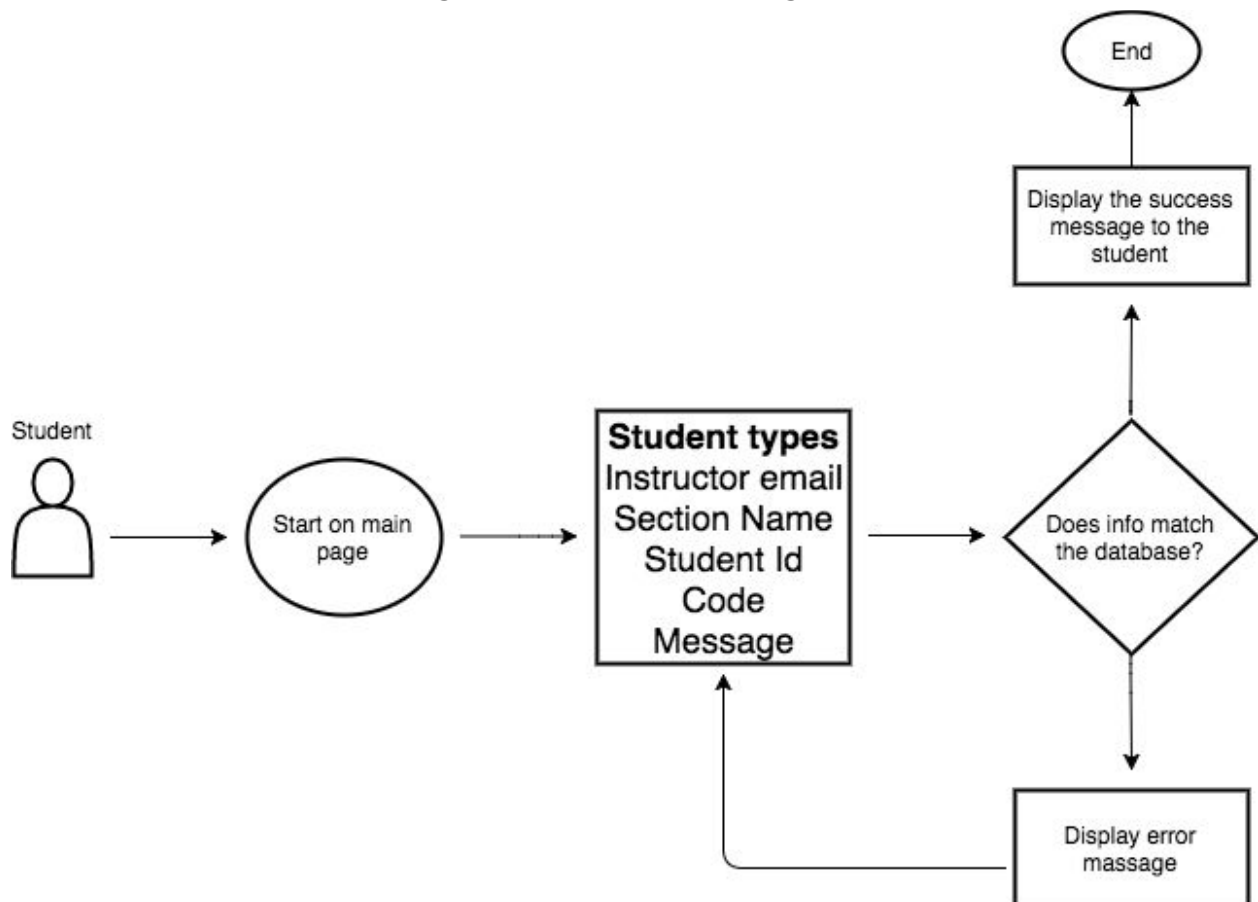 End
Display the success
message to the
student
Student
Start on main
page
Student types
Instructor email
Section Name
Student Id
Code
Message
Does info match
the database?
Display error
massage